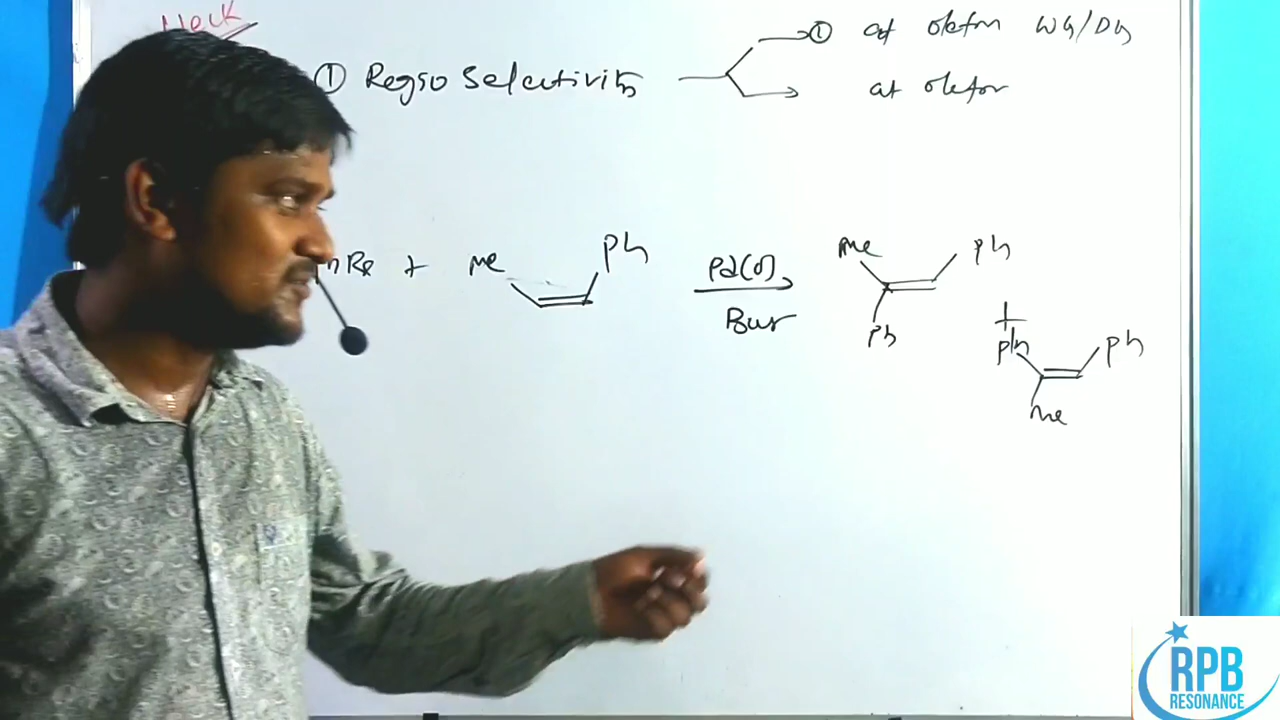 Heck
① Regio Selectivity
① at olefin WG/DG
at olefin
Me Ph
+
Pd(0)
Me Ph
Ph
+
Ph Ph
Me
RPB
RESONANCE